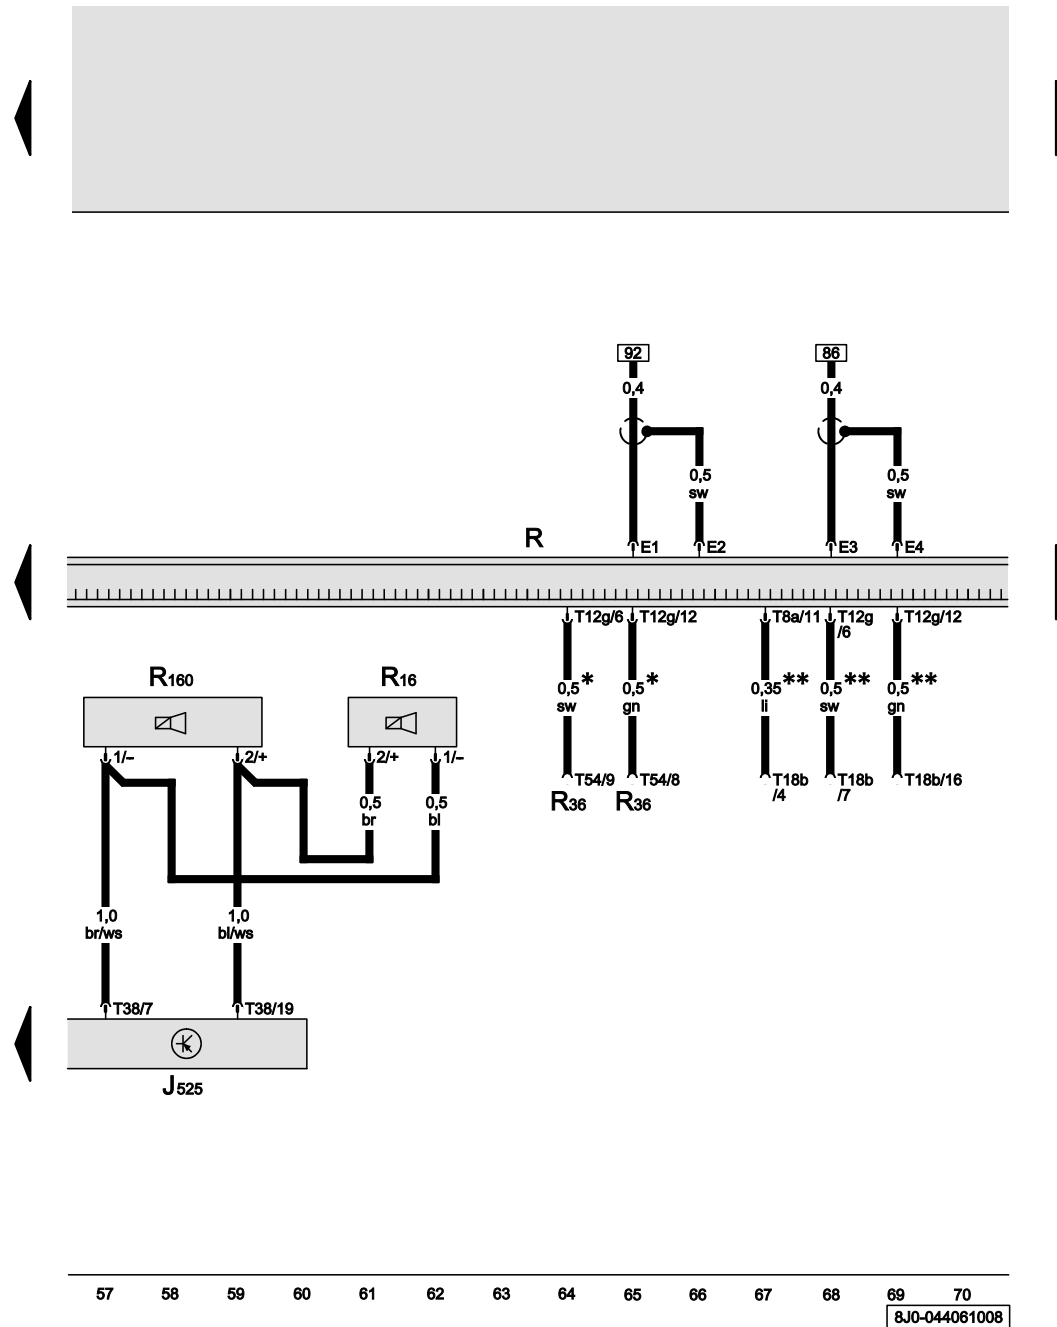 92 86
0,4 0,4
0,5 0,5
sw sw
R E1 E2 E3 E4
T12g/6 T12g/12 T8a/11 T12g T12g/12
/6
R160 R16
* * ** ** **
0,5 0,5 0,35 0,5 0,5
sw gn li sw gn
1/– 2/+ 2/+ 1/–
T54/9 T54/8 T18b T18b T18b/16
/4 /7
R36 R36
0,5 0,5
br bl
1,0 1,0
br/ws bl/ws
T38/7 T38/19
J525
57 58 59 60 61 62 63 64 65 66 67 68 69 70
8J0-044061008